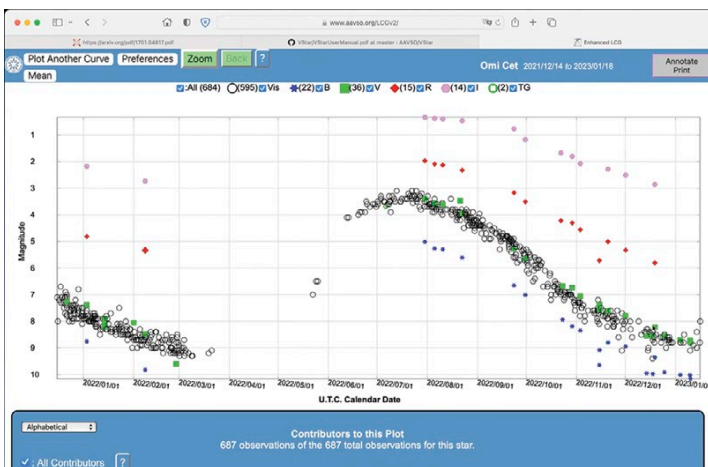 www.aavso.org/LCGv2/
https://arxiv.org/pdf/1701.04817.pdf
VStar/VStarUserManual.pdf at master · AAVSO/VStar
Enhanced LCG
Plot Another Curve Preferences Zoom Back ?
Mean
Omi Cet 2021/12/14 to 2023/01/18
Annotate
Print
:All (684) (595) Vis (22) B (36) V (15) R (14) I (2) TG
Magnitude
1
2
3
4
5
6
7
8
9
10
2022/01/01 2022/02/01 2022/03/01 2022/04/01 2022/05/01 2022/06/01 2022/07/01 2022/08/01 2022/09/01 2022/10/01 2022/11/01 2022/12/01 2023/01/01
U.T.C. Calendar Date
Alphabetical
Contributors to this Plot
687 observations of the 687 total observations for this star.
: All Contributors ?